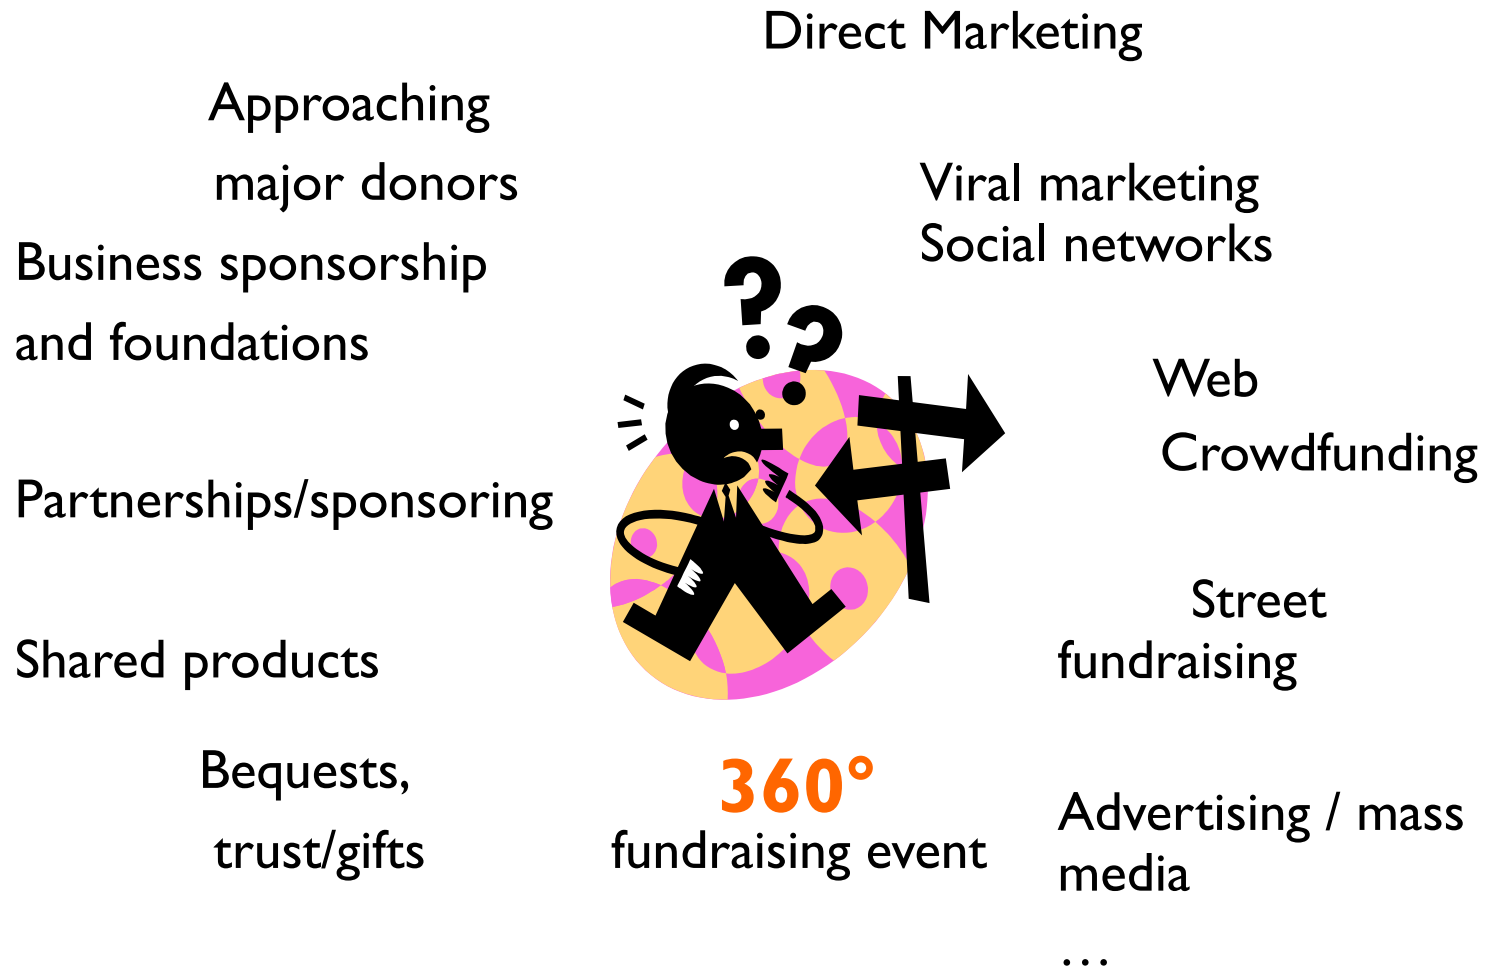 Direct Marketing
Approaching
major donors
Viral marketing
Social networks
Business sponsorship
and foundations
? ?
Web
Crowdfunding
Partnerships/sponsoring
Street
fundraising
Shared products
Bequests,
trust/gifts
360°
fundraising event
Advertising / mass
media
…